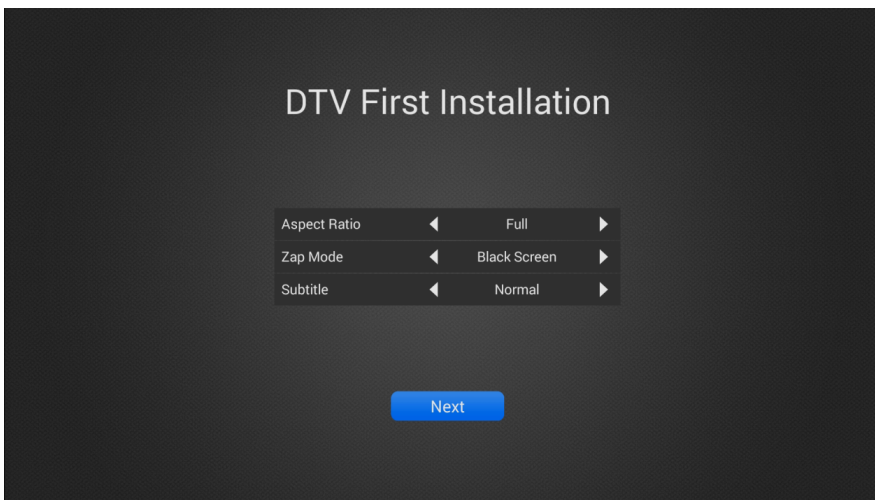 DTV First Installation
Aspect Ratio Full
Zap Mode Black Screen
Subtitle Normal
Next